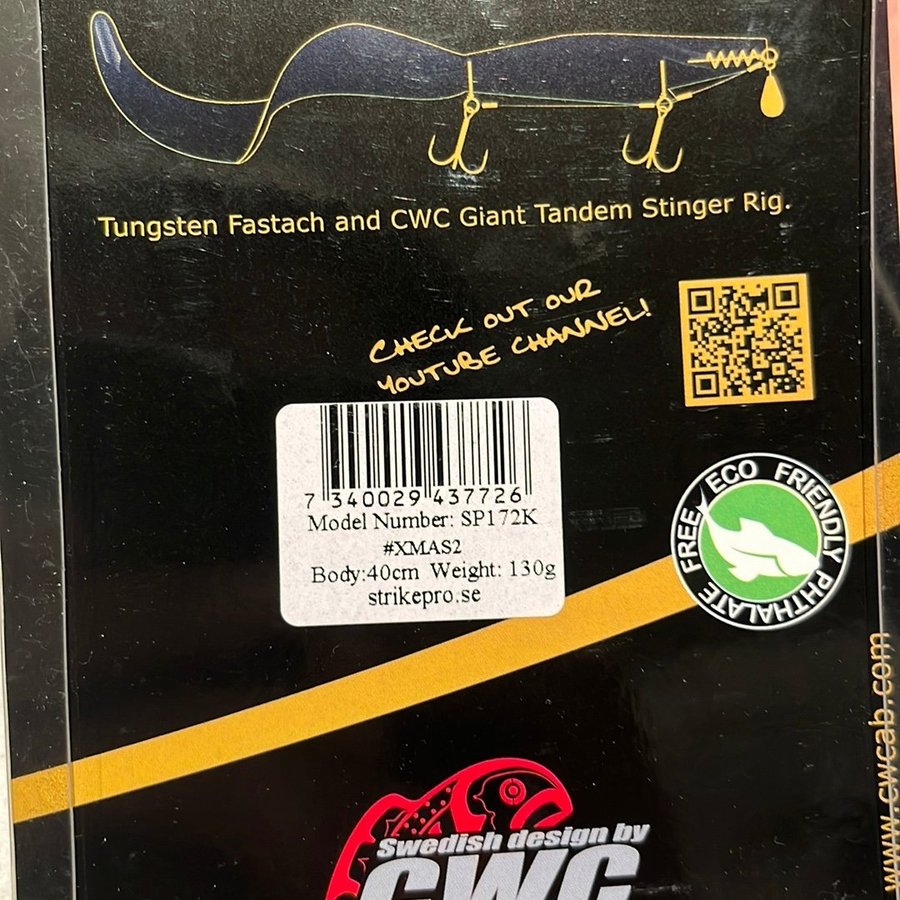 Tungsten Fastach and CWC Giant Tandem Stinger Rig.
CHECK OUT OUR
YOUTUBE CHANNEL!
7 340029 437726
Model Number: SP172K
#XMAS2
Body:40cm Weight: 130g
strikepro.se
ECO FRIENDLY PHTHALATE FREE
www.cwcab.com
Swedish design by
CWC